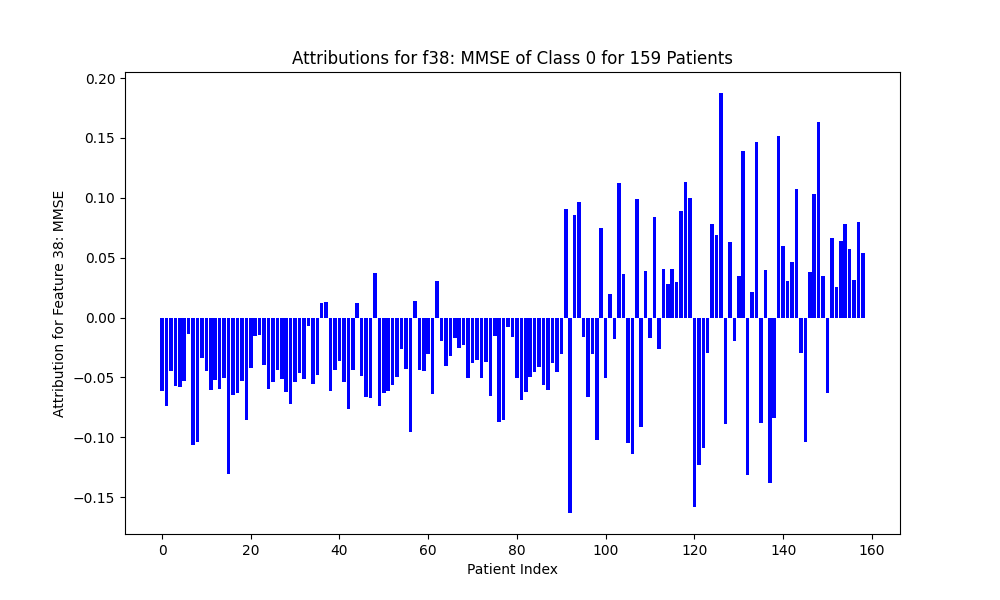 Attributions for f38: MMSE of Class 0 for 159 Patients
0.20
0.15
0.10
0.05
0.00
−0.05
−0.10
−0.15
Attribution for Feature 38: MMSE
0 20 40 60 80 100 120 140 160
Patient Index